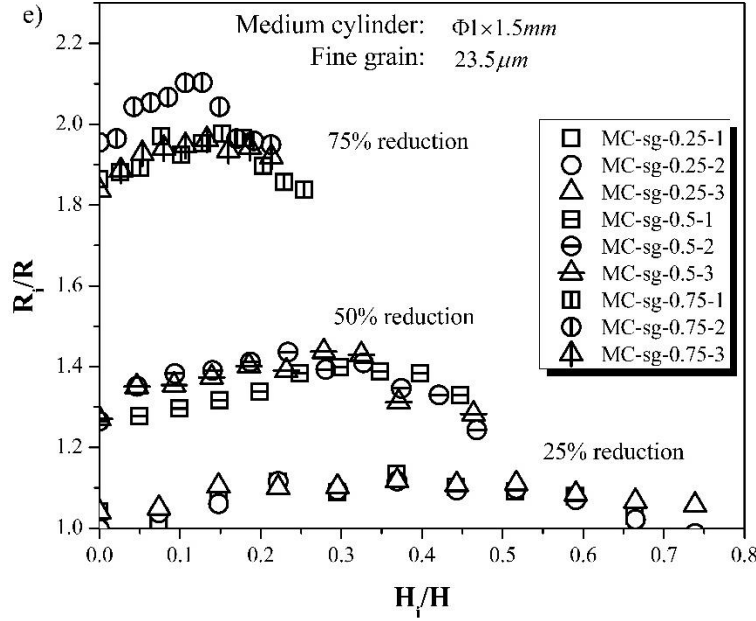 e)
Medium cylinder: Φ1×1.5mm
Fine grain: 23.5μm
2.2
2.0
1.8
1.6
1.4
1.2
1.0
R_i/R
75% reduction
50% reduction
25% reduction
MC-sg-0.25-1
MC-sg-0.25-2
MC-sg-0.25-3
MC-sg-0.5-1
MC-sg-0.5-2
MC-sg-0.5-3
MC-sg-0.75-1
MC-sg-0.75-2
MC-sg-0.75-3
0.0 0.1 0.2 0.3 0.4 0.5 0.6 0.7 0.8
H_i/H